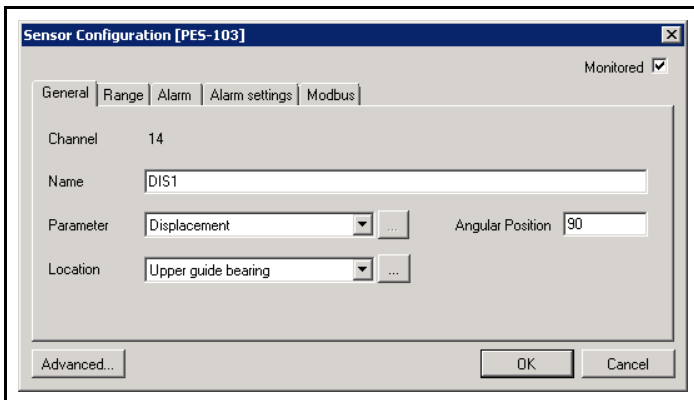 Sensor Configuration [PES-103]
Monitored
General Range Alarm Alarm settings Modbus
Channel 14
Name DIS1
Parameter Displacement ... Angular Position 90
Location Upper guide bearing ...
Advanced... OK Cancel